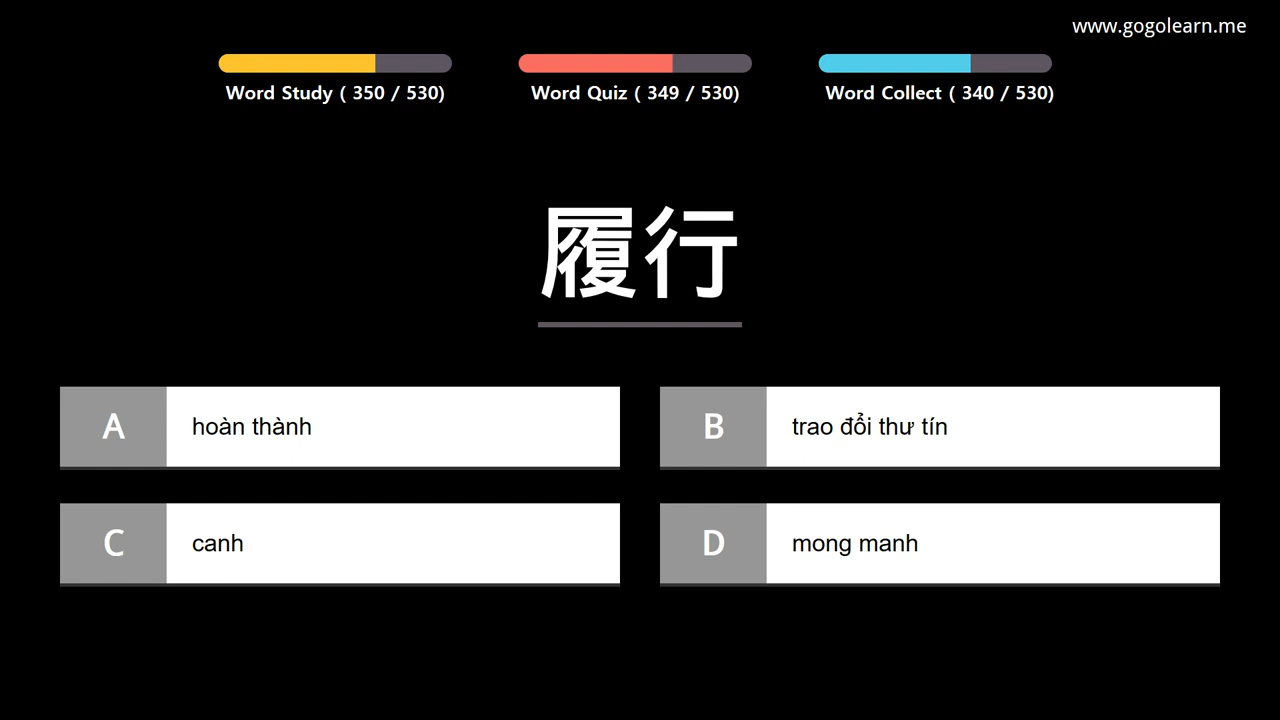 www.gogolearn.me
Word Study ( 350 / 530)
Word Quiz ( 349 / 530)
Word Collect ( 340 / 530)
履行
A hoàn thành
B trao đổi thư tín
C canh
D mong manh